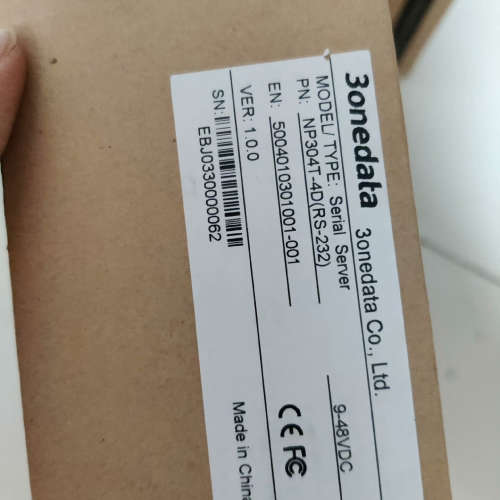 3onedata 3onedata Co., Ltd.
MODEL/ TYPE: Serial Server 9-48VDC
PN: NP304T-4D(RS-232)
EN: 5004010301001-001 CE FC
VER: 1.0.0 Made in China
SN:
EBJ0330000062